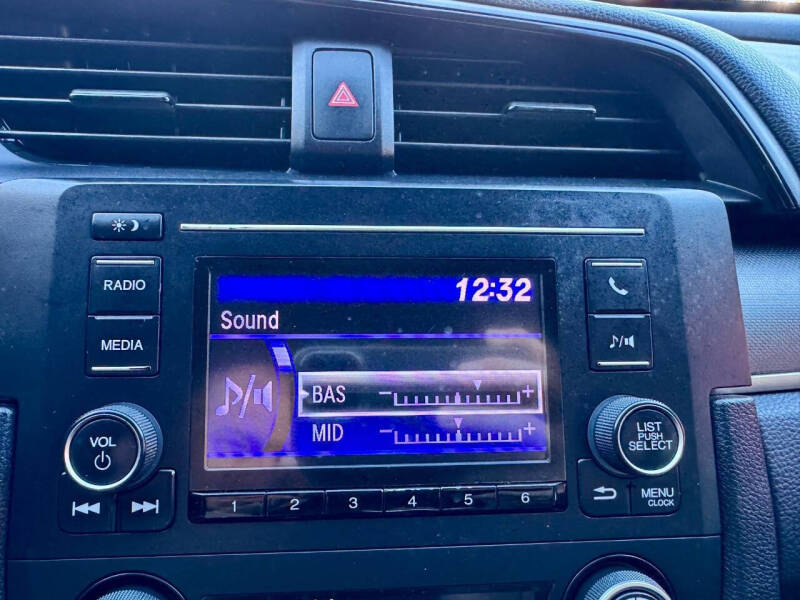 12:32
RADIO
Sound
MEDIA
BAS - +
MID - +
VOL
LIST
PUSH
SELECT
1 2 3 4 5 6
MENU
CLOCK